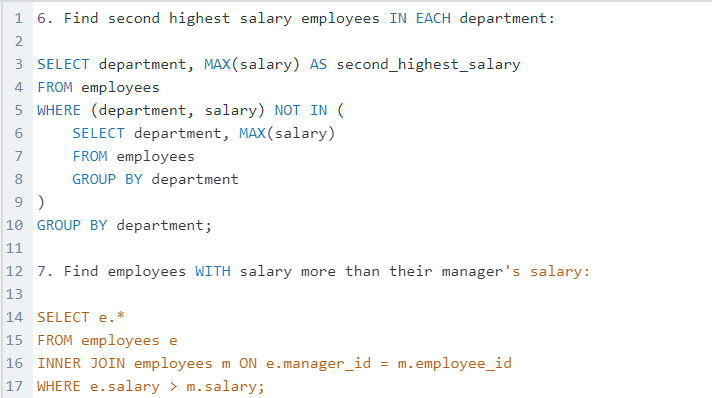 1 6. Find second highest salary employees IN EACH department:
2
3 SELECT department, MAX(salary) AS second_highest_salary
4 FROM employees
5 WHERE (department, salary) NOT IN (
6     SELECT department, MAX(salary)
7     FROM employees
8     GROUP BY department
9 )
10 GROUP BY department;
11
12 7. Find employees WITH salary more than their manager's salary:
13
14 SELECT e.*
15 FROM employees e
16 INNER JOIN employees m ON e.manager_id = m.employee_id
17 WHERE e.salary > m.salary;